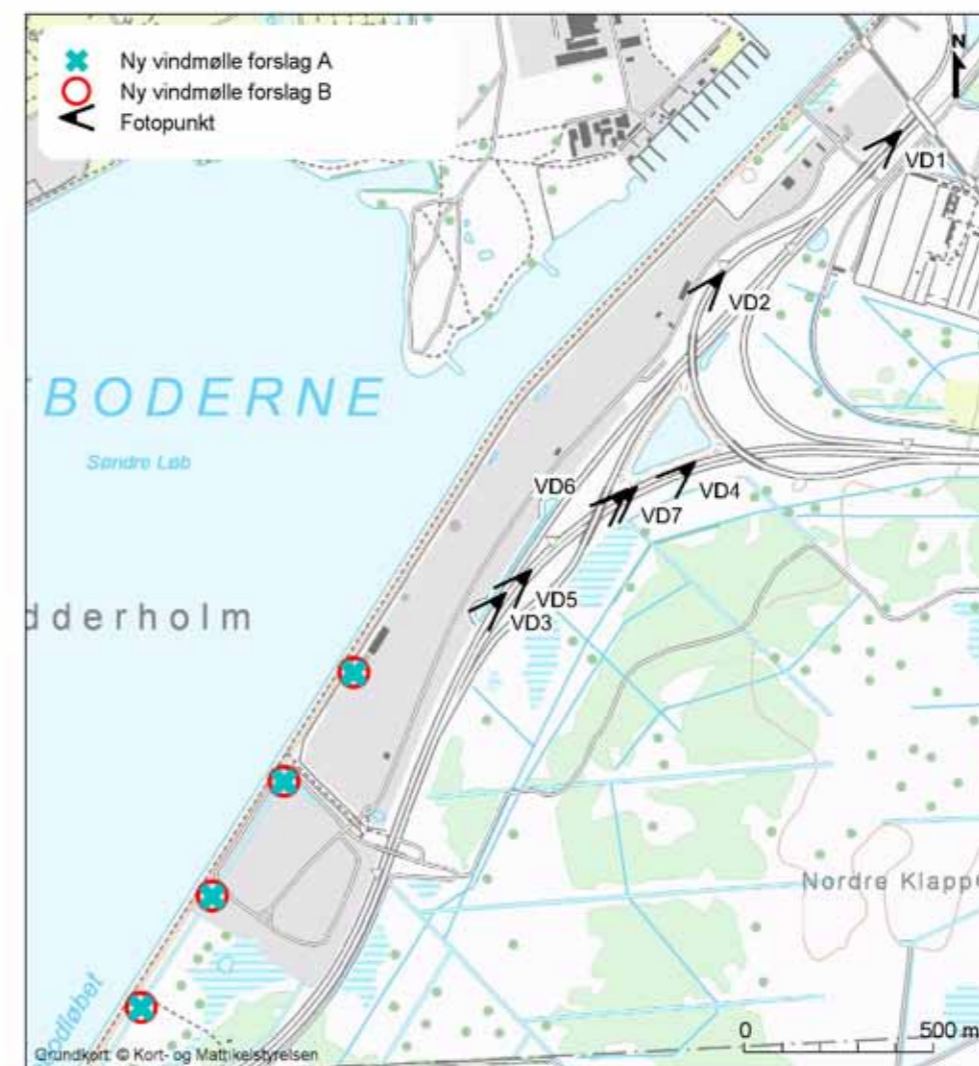 Ny vindmølle forslag A
Ny vindmølle forslag B
Fotopunkt
N
VD1
VD2
BODERNE
Søndre Løb
VD6
VD4
VD7
VD5
VD3
dderholm
Nordre Klapp
odløbet
0 500 m
Grundkort: © Kort- og Matrikelstyrelsen